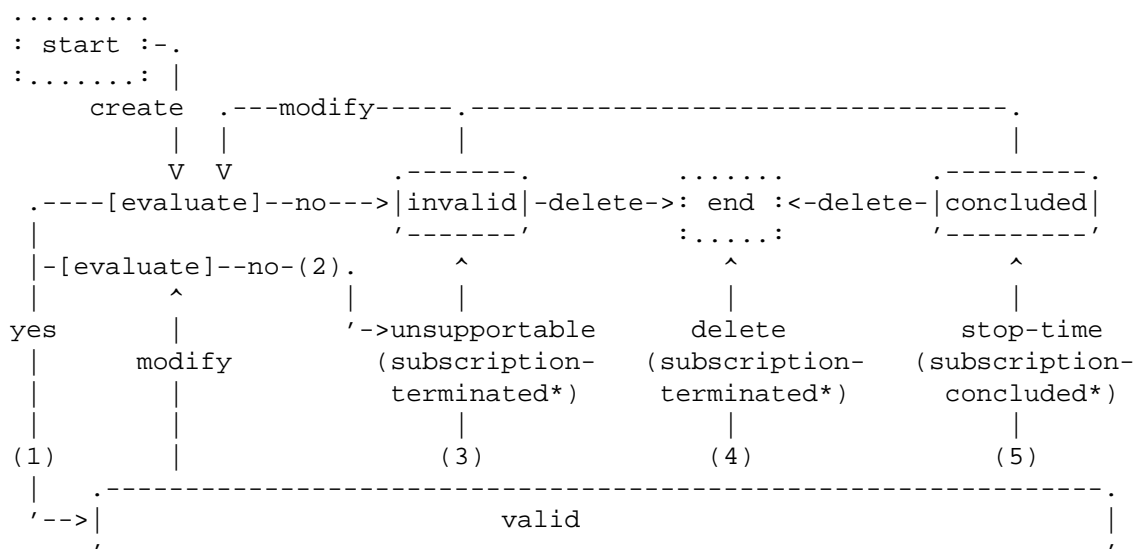 .........
: start :-.
:.......: |
     create  .---modify-----.----------------------------------.
          |  |              |                                  |
          V  V          .-------.         .......         .---------.
 .----[evaluate]--no--->|invalid|-delete->: end :<-delete-|concluded|
 |                      '-------'         :.....:         '---------'
 |-[evaluate]--no-(2).      ^                ^                 ^
 |        ^          |      |                |                 |
yes       |          '->unsupportable      delete          stop-time
 |      modify         (subscription-   (subscription-   (subscription-
 |        |             terminated*)     terminated*)      concluded*)
 |        |                 |                |                 |
(1)       |                (3)              (4)               (5)
 |   .---------------------------------------------------------------.
 '-->|                         valid                                 |
     '                                                               '